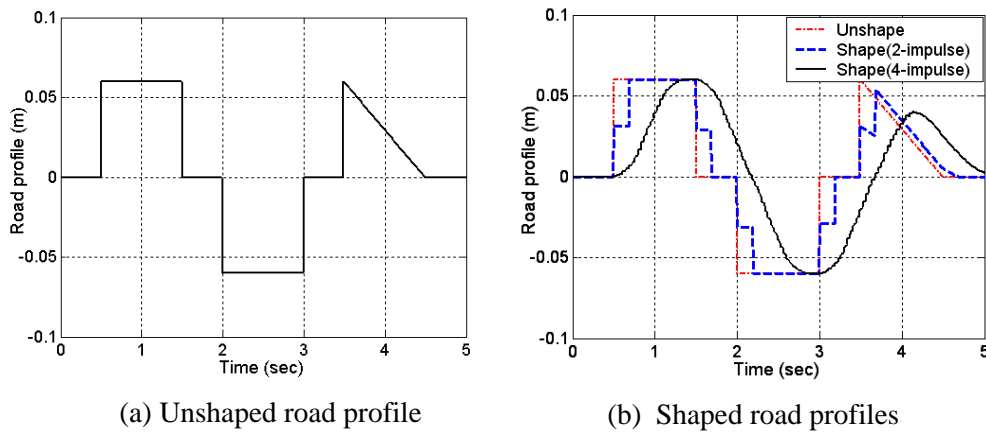 0.1
0.05
0
-0.05
-0.1
Road profile (m)
0 1 2 3 4 5
Time (sec)
(a) Unshaped road profile
0.1
0.05
0
-0.05
-0.1
Road profile (m)
Unshape
Shape(2-impulse)
Shape(4-impulse)
0 1 2 3 4 5
Time (sec)
(b) Shaped road profiles